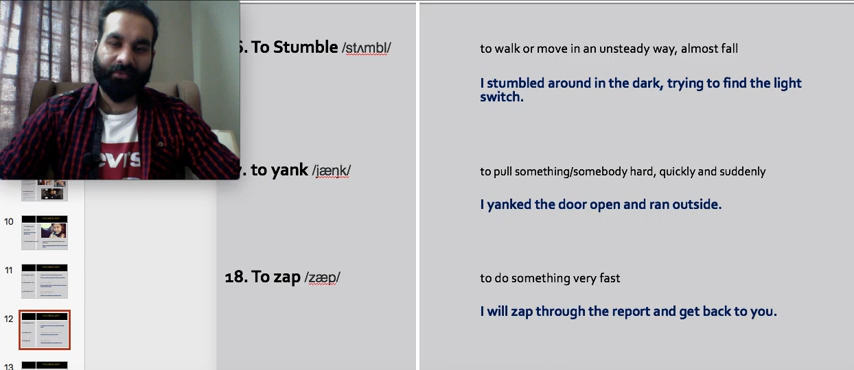 6. To Stumble /stʌmbl/
to walk or move in an unsteady way, almost fall
I stumbled around in the dark, trying to find the light
switch.
7. to yank /jæŋk/
to pull something/somebody hard, quickly and suddenly
I yanked the door open and ran outside.
18. To zap /zæp/
to do something very fast
I will zap through the report and get back to you.
10
11
12
13